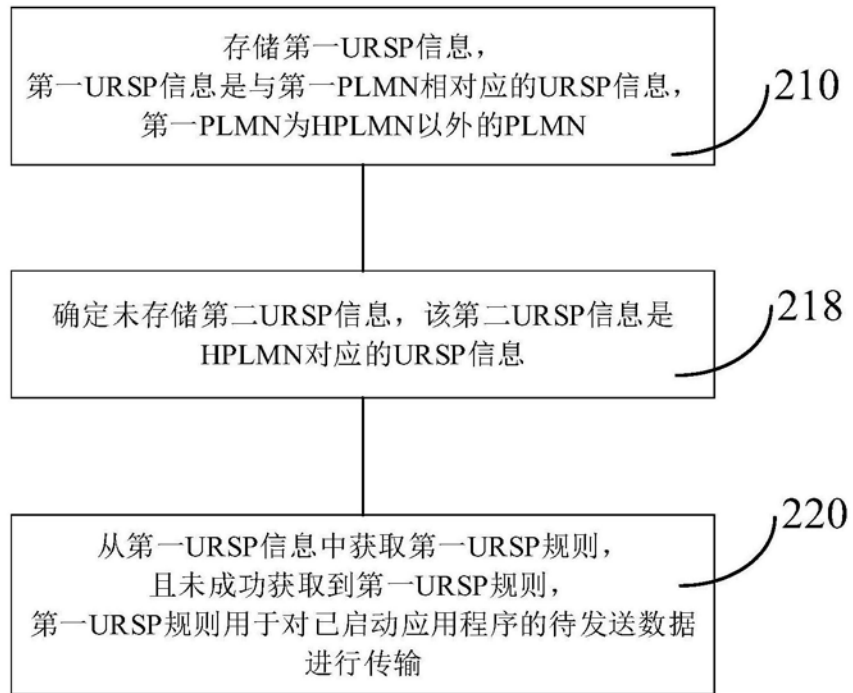 存储第一URSP信息,
第一URSP信息是与第一PLMN相对应的URSP信息,
第一PLMN为HPLMN以外的PLMN
210
确定未存储第二URSP信息，该第二URSP信息是
HPLMN对应的URSP信息
218
从第一URSP信息中获取第一URSP规则,
且未成功获取到第一URSP规则,
第一URSP规则用于对已启动应用程序的待发送数据
进行传输
220